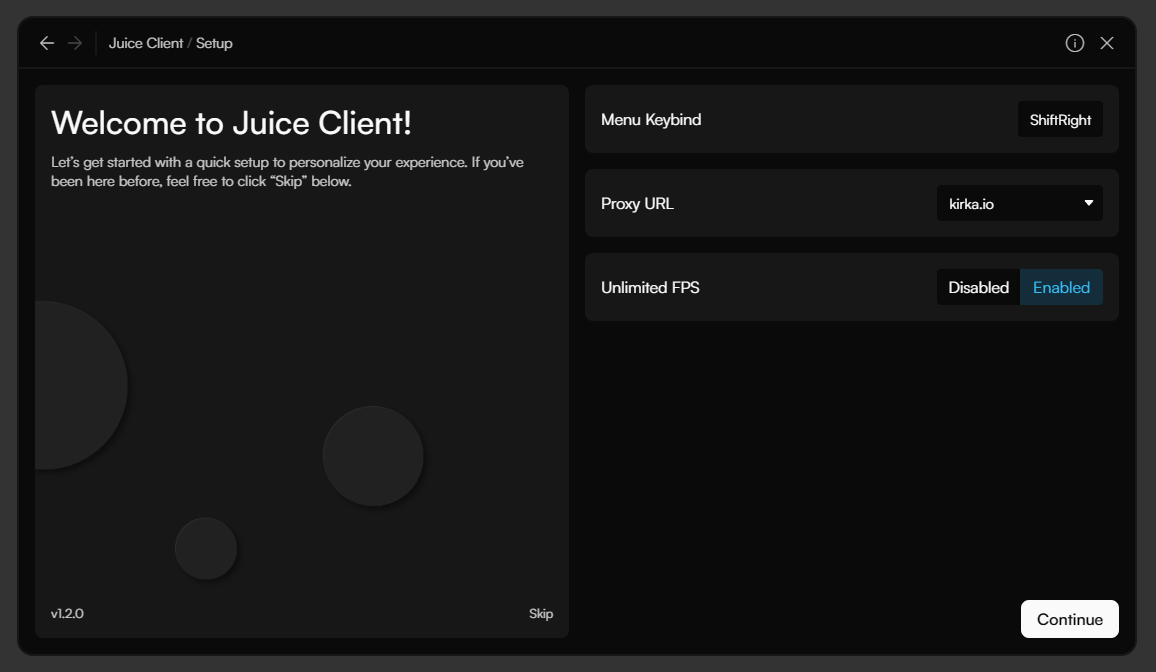 Juice Client / Setup
Welcome to Juice Client!
Let’s get started with a quick setup to personalize your experience. If you’ve
been here before, feel free to click “Skip” below.
v1.2.0
Skip
Menu Keybind
ShiftRight
Proxy URL
kirka.io
Unlimited FPS
Disabled
Enabled
Continue